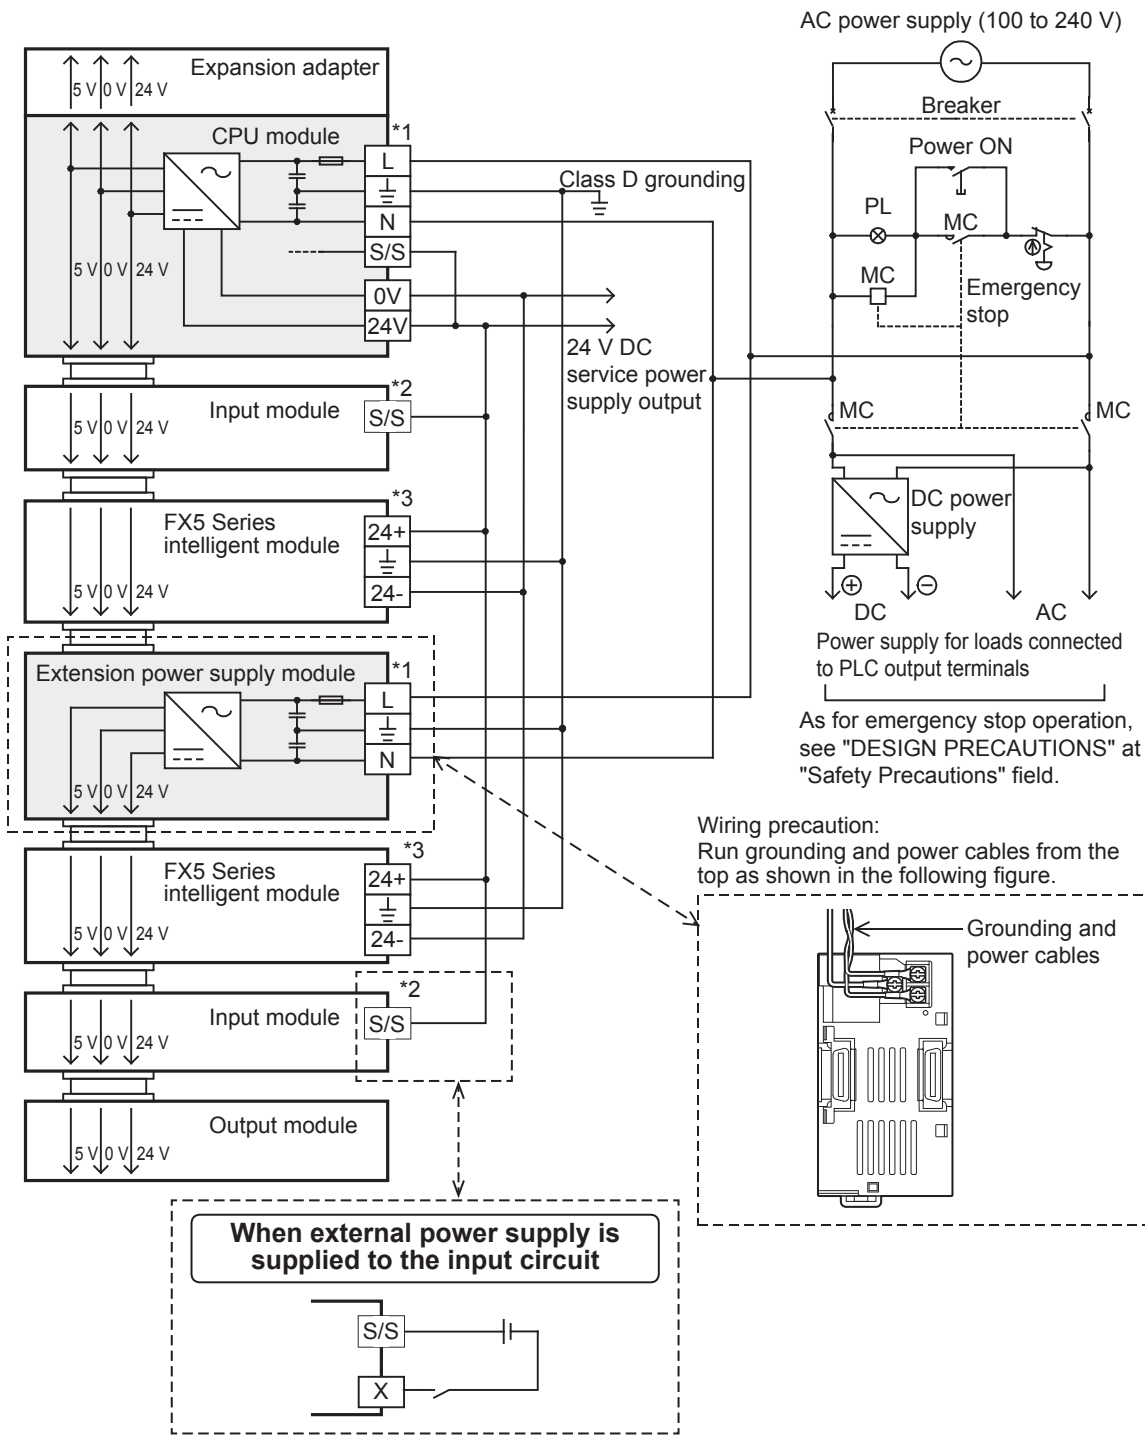 AC power supply (100 to 240 V)
Expansion adapter
5 V 0 V 24 V
Breaker
CPU module
*1
L
Class D grounding
N
S/S
5 V 0 V 24 V
0V
24V
24 V DC
service power
supply output
Power ON
PL
MC
MC
Emergency
stop
Input module
*2
S/S
5 V 0 V 24 V
MC
MC
FX5 Series
intelligent module
*3
24+
24-
5 V 0 V 24 V
DC power
supply
DC
AC
Power supply for loads connected
to PLC output terminals
As for emergency stop operation,
see "DESIGN PRECAUTIONS" at
"Safety Precautions" field.
Extension power supply module
*1
L
N
5 V 0 V 24 V
Wiring precaution:
Run grounding and power cables from the
top as shown in the following figure.
Grounding and
power cables
FX5 Series
intelligent module
*3
24+
24-
5 V 0 V 24 V
Input module
*2
S/S
5 V 0 V 24 V
Output module
5 V 0 V 24 V
When external power supply is
supplied to the input circuit
S/S
X